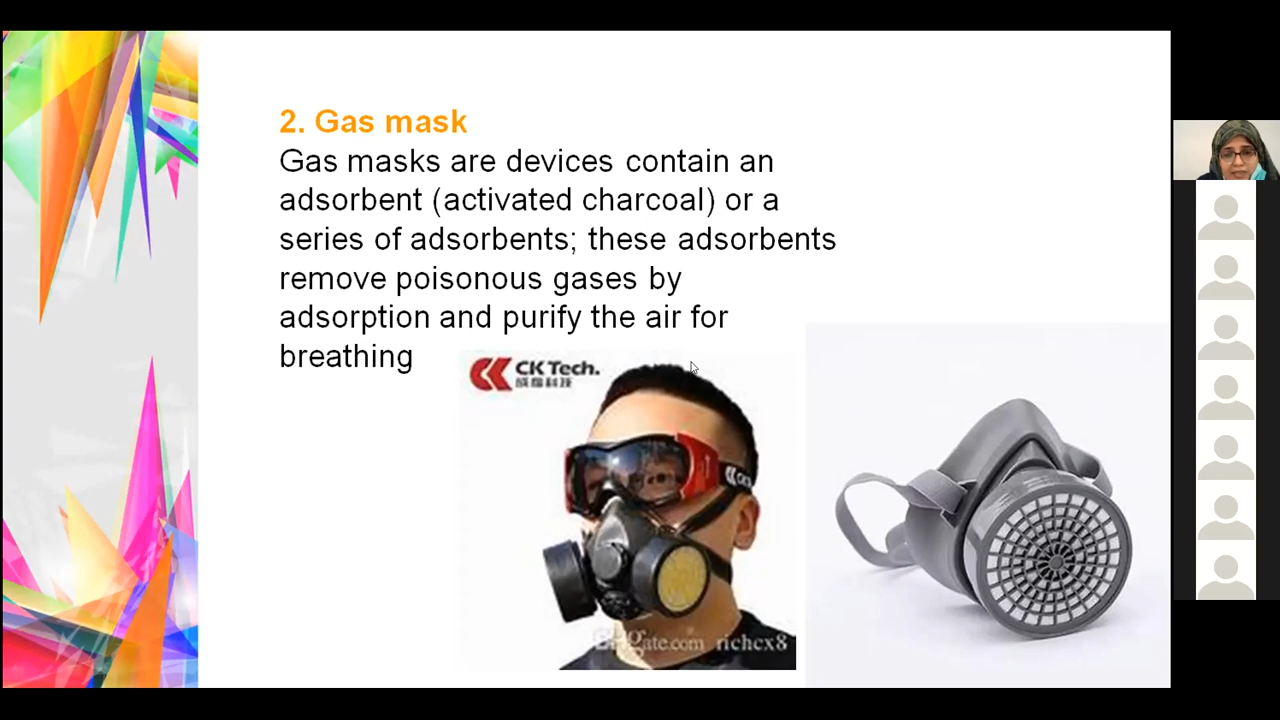 2. Gas mask
Gas masks are devices contain an
adsorbent (activated charcoal) or a
series of adsorbents; these adsorbents
remove poisonous gases by
adsorption and purify the air for
breathing
CK Tech.
richcx8